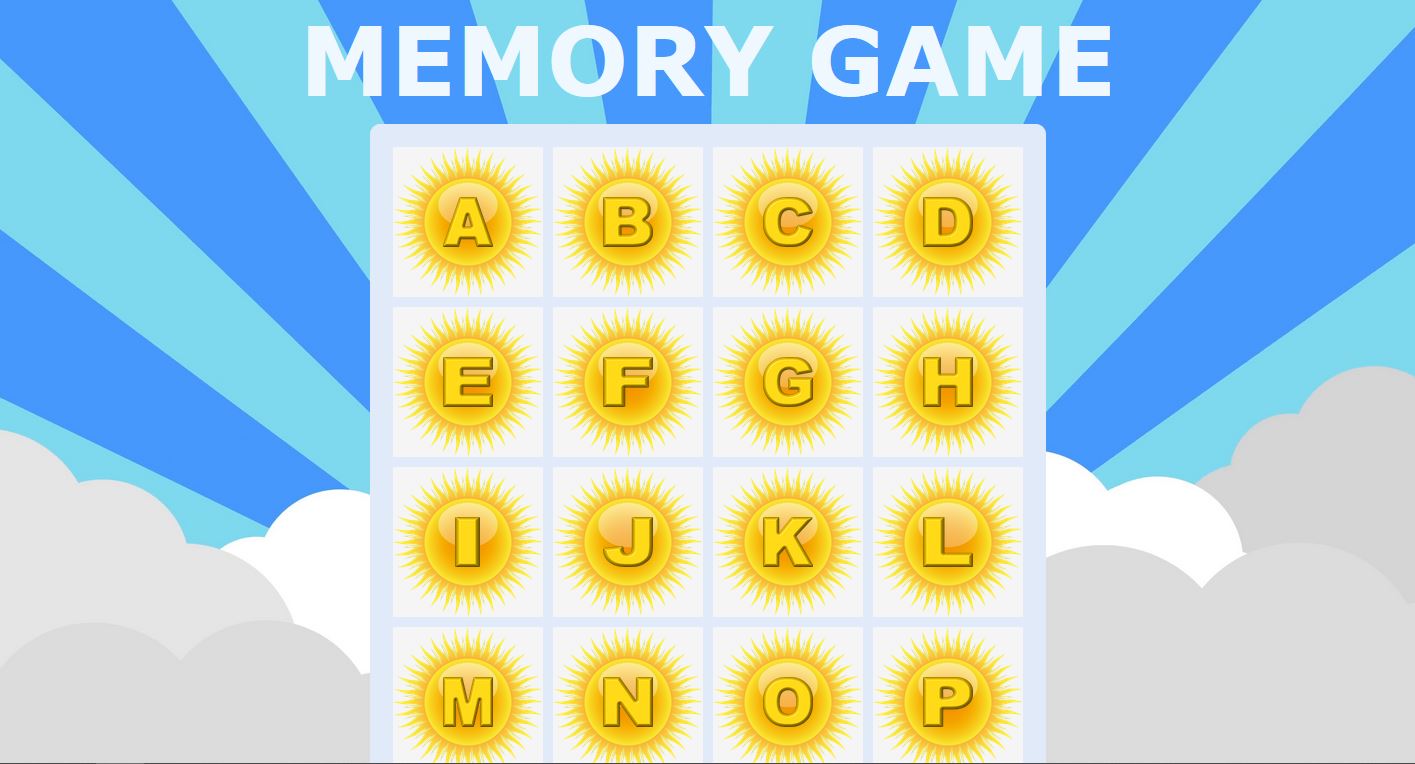 MEMORY GAME
A B C D
E F G H
I J K L
M N O P